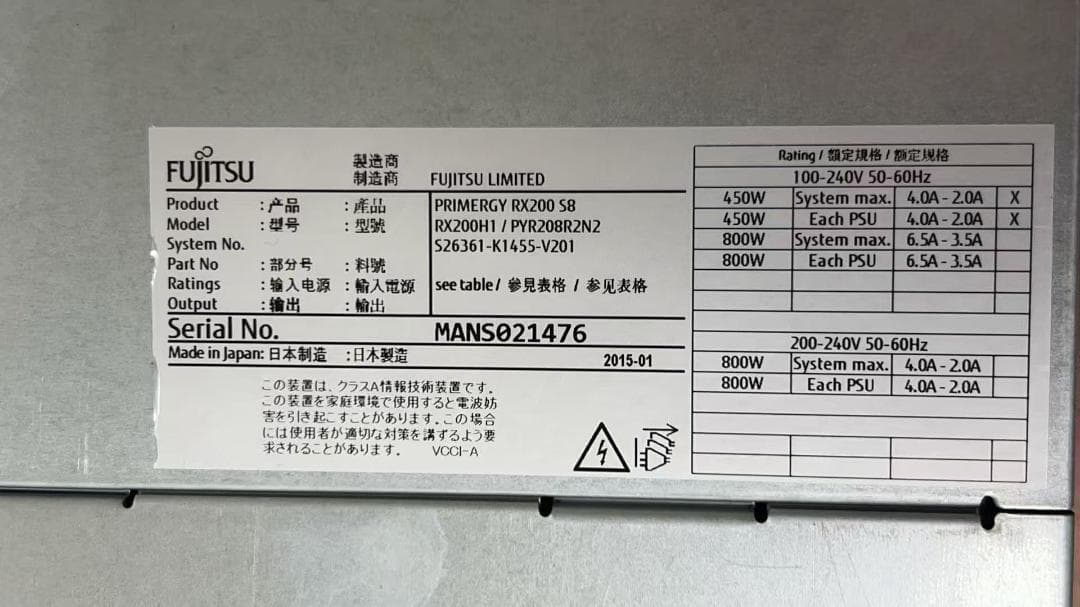 FUJITSU
製造商
制造商 FUJITSU LIMITED
Product : 产品 : 產品 PRIMERGY RX200 S8
Model : 型号 : 型號 RX200H1 / PYR208R2N2
System No. S26361-K1455-V201
Part No : 部分号 : 料號
Ratings : 输入电源 : 輸入電源 see table / 參見表格 / 参见表格
Output : 输出 : 輸出
Serial No. MANS021476
Made in Japan: 日本制造 : 日本製造 2015-01
この装置は、クラスA情報技術装置です。
この装置を家庭環境で使用すると電波妨
害を引き起こすことがあります。この場合
には使用者が適切な対策を講ずるよう要
求されることがあります。 VCCI-A
Rating / 額定規格 / 额定规格
100-240V 50-60Hz
450W System max. 4.0A - 2.0A X
450W Each PSU 4.0A - 2.0A X
800W System max. 6.5A - 3.5A
800W Each PSU 6.5A - 3.5A
200-240V 50-60Hz
800W System max. 4.0A - 2.0A
800W Each PSU 4.0A - 2.0A